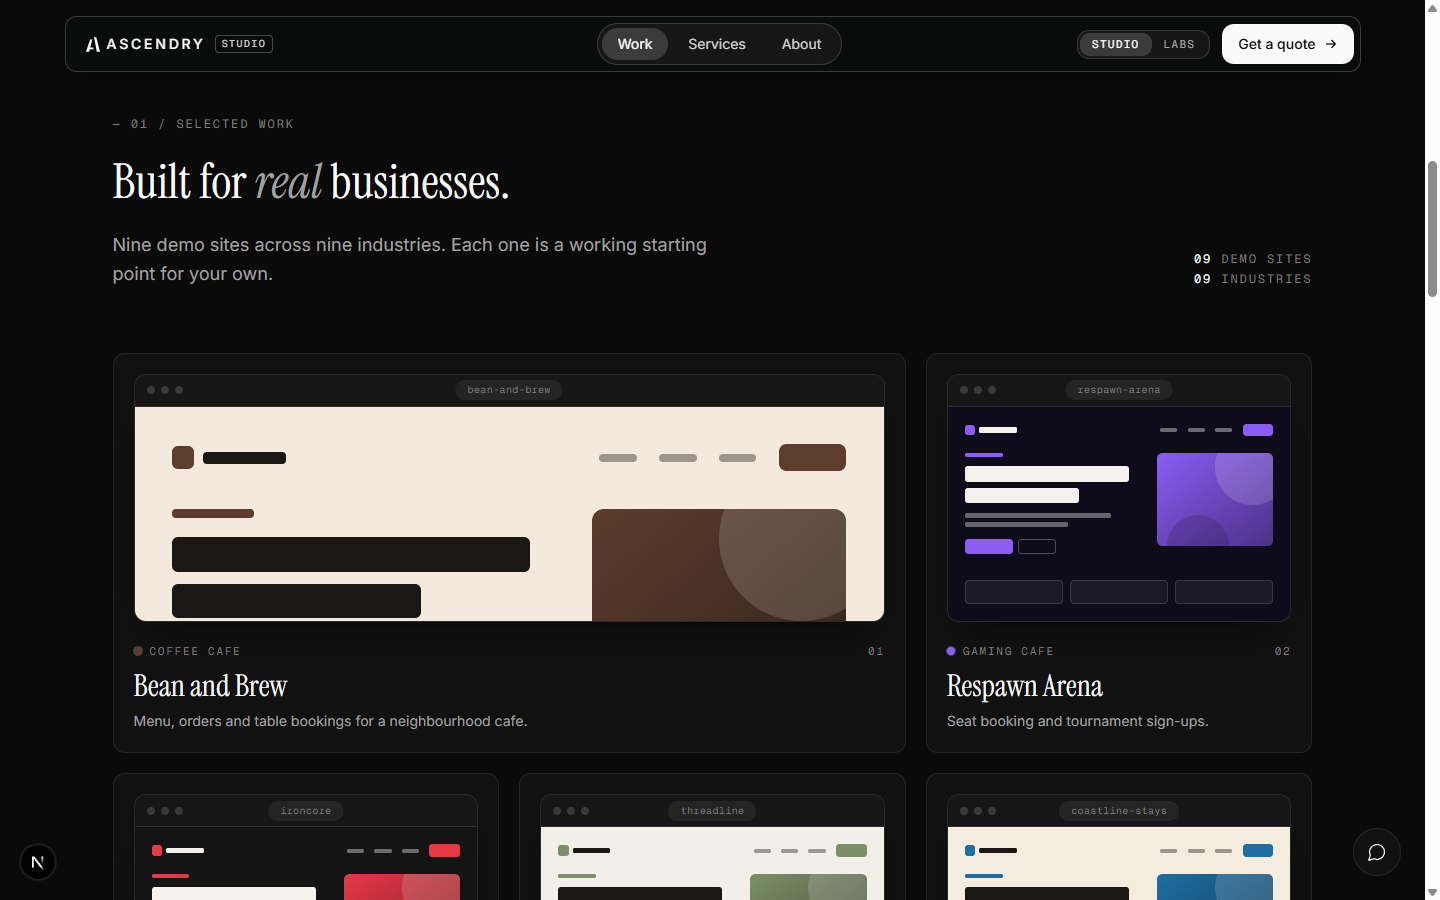 ASCENDRY STUDIO
Work Services About
STUDIO LABS
Get a quote →
— 01 / SELECTED WORK
Built for real businesses.
Nine demo sites across nine industries. Each one is a working starting
point for your own.
09 DEMO SITES
09 INDUSTRIES
bean-and-brew
COFFEE CAFE 01
Bean and Brew
Menu, orders and table bookings for a neighbourhood cafe.
respawn-arena
GAMING CAFE 02
Respawn Arena
Seat booking and tournament sign-ups.
ironcore
threadline
coastline-stays
N